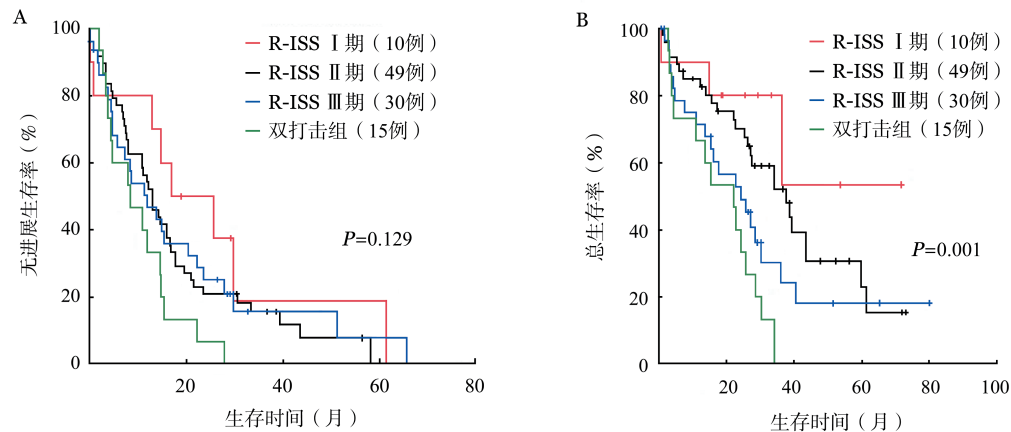 A
100
80
60
40
20
0
无进展生存率（%）
R-ISS Ⅰ期（10例）
R-ISS Ⅱ期（49例）
R-ISS Ⅲ期（30例）
双打击组（15例）
P=0.129
20
40
60
80
生存时间（月）
B
100
80
60
40
20
0
总生存率（%）
R-ISS Ⅰ期（10例）
R-ISS Ⅱ期（49例）
R-ISS Ⅲ期（30例）
双打击组（15例）
P=0.001
20
40
60
80
100
生存时间（月）